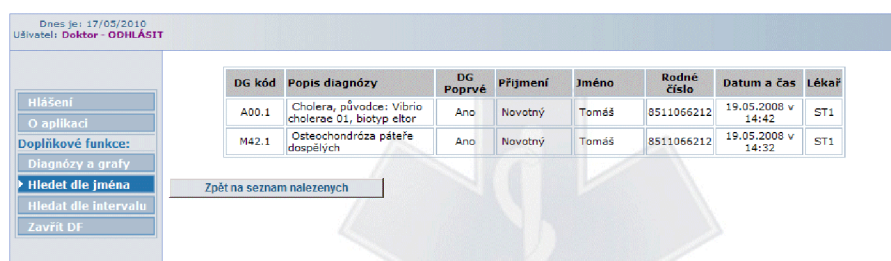 Dnes je: 17/05/2010
Uživatel: Doktor - ODHLÁSIT
Hlášení
O aplikaci
Doplňkové funkce:
Diagnózy a grafy
Hledet dle jména
Hledat dle intervalu
Zavřít DF
DG kód Popis diagnózy DG Poprvé Příjmení Jméno Rodné číslo Datum a čas Lékař
A00.1 Cholera, původce: Vibrio cholerae 01, biotyp eltor Ano Novotný Tomáš 8511066212 19.05.2008 v 14:42 ST1
M42.1 Osteochondróza páteře dospělých Ano Novotný Tomáš 8511066212 19.05.2008 v 14:32 ST1
Zpět na seznam nalezených